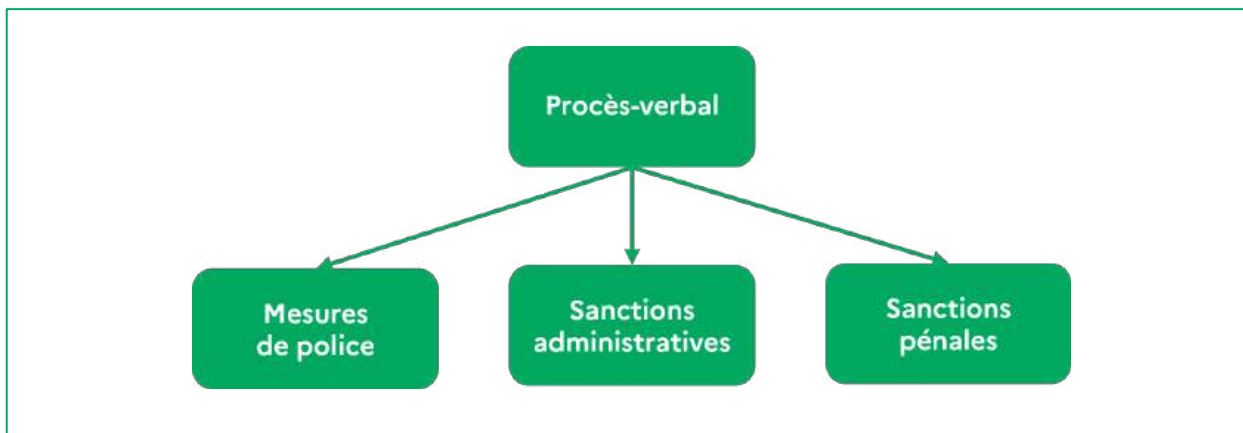 Procès-verbal
Mesures
de police
Sanctions
administratives
Sanctions
pénales